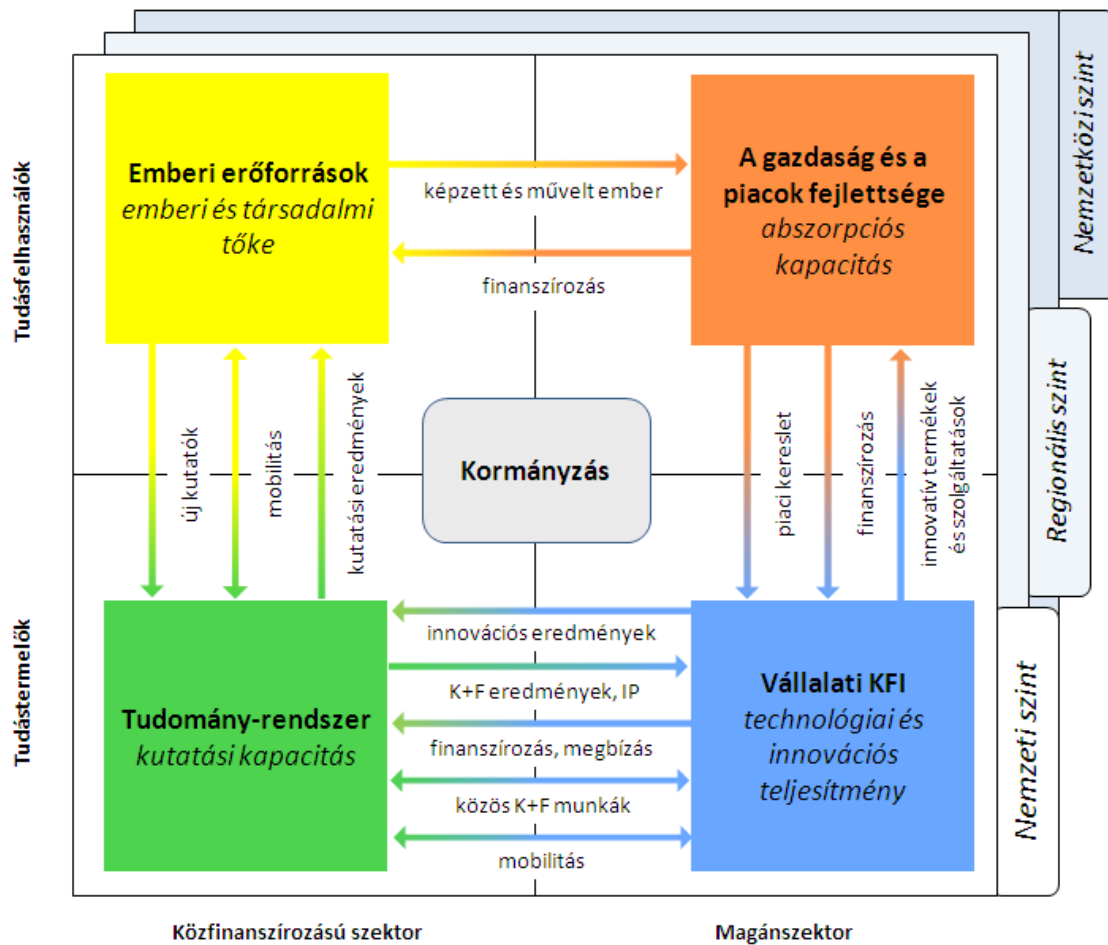 Tudásfelhasználók
Emberi erőforrások
emberi és társadalmi
tőke
képzett és művelt ember
finanszírozás
A gazdaság és a
piacok fejlettsége
abszorpciós
kapacitás
Nemzetközi szint
új kutatók
mobilitás
kutatási eredmények
Kormányzás
piaci kereslet
finanszírozás
innovatív termékek
és szolgáltatások
Regionális szint
Tudástermelők
Tudomány-rendszer
kutatási kapacitás
innovációs eredmények
K+F eredmények, IP
finanszírozás, megbízás
közös K+F munkák
mobilitás
Vállalati KFI
technológiai és
innovációs
teljesítmény
Nemzeti szint
Közfinanszírozású szektor
Magánszektor